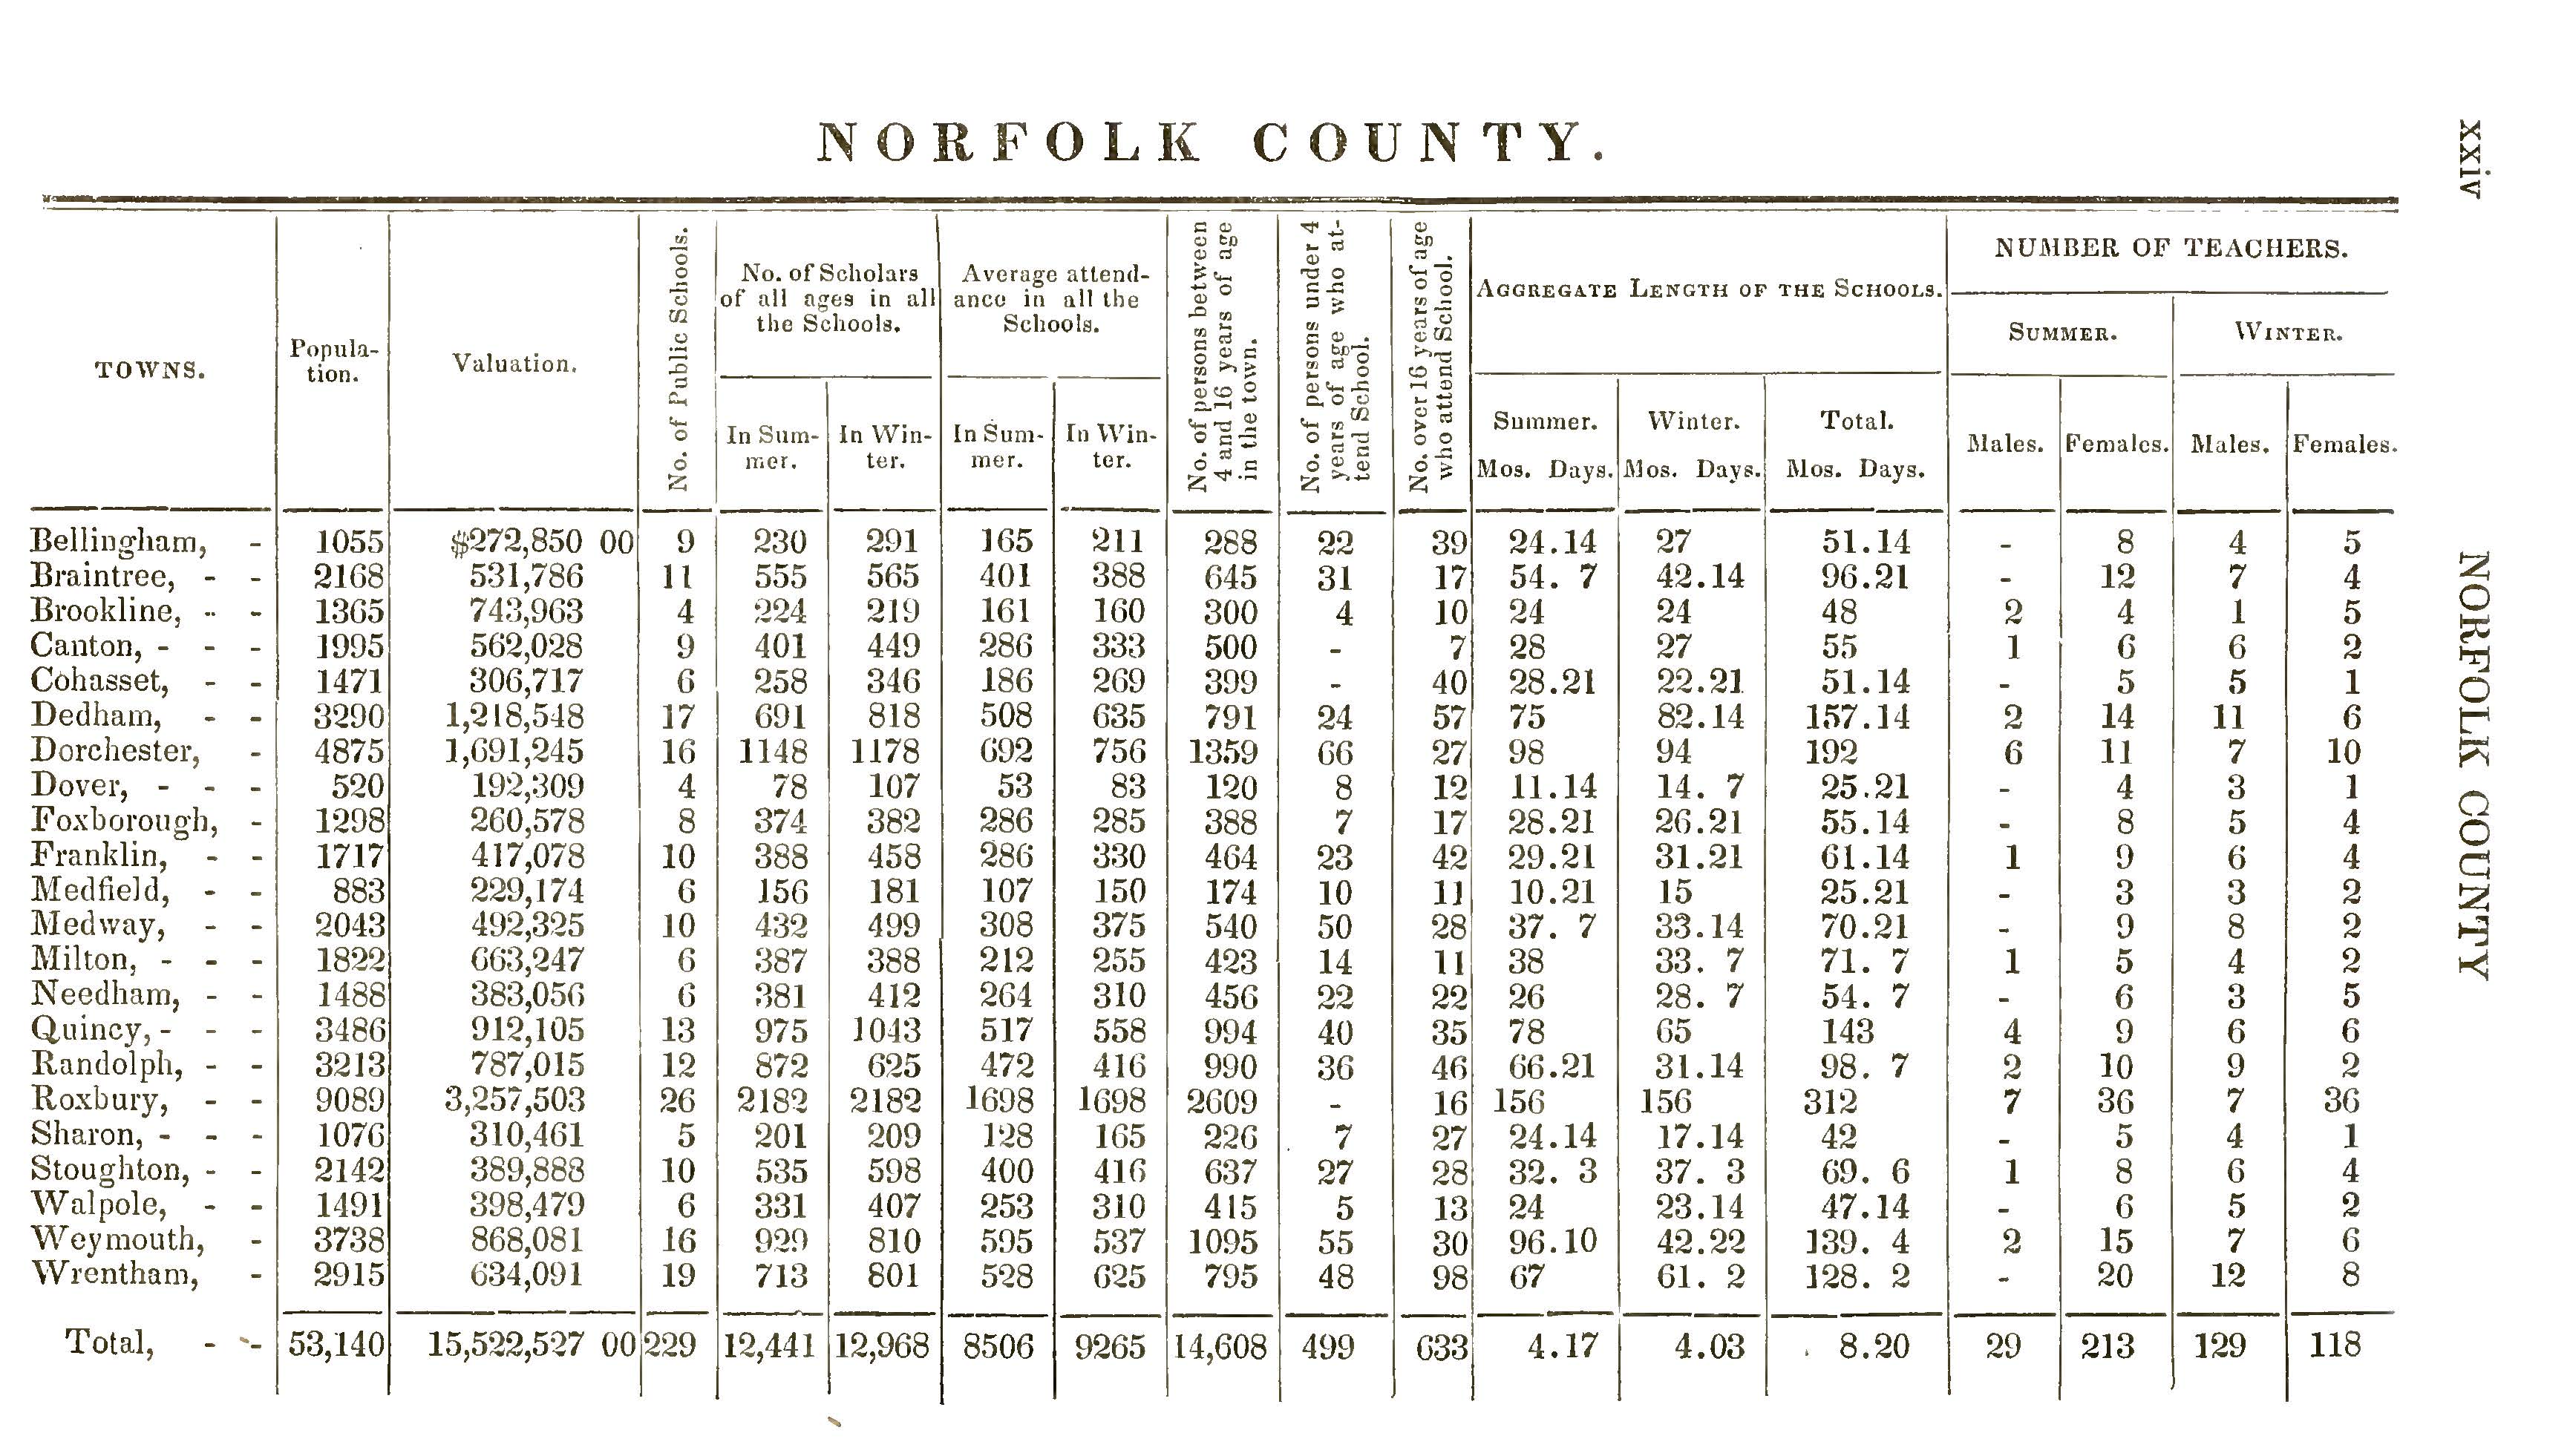 NORFOLK COUNTY.
xxiv
NORFOLK COUNTY
TOWNS.
Popula-
tion.
Valuation.
No. of Public Schools.
No. of Scholars
of all ages in all
the Schools.
In Sum-
mer.
In Win-
ter.
Average attend-
ance in all the
Schools.
In Sum-
mer.
In Win-
ter.
No. of persons between
4 and 16 years of age
in the town.
No. of persons under 4
years of age who at-
tend School.
No. over 16 years of age
who attend School.
AGGREGATE LENGTH OF THE SCHOOLS.
Summer. Winter. Total.
Mos. Days. Mos. Days. Mos. Days.
NUMBER OF TEACHERS.
SUMMER. WINTER.
Males. Females. Males. Females.
Bellingham, - 1055 $272,850 00 9 230 291 165 211 288 22 39 24.14 27 51.14 - 8 4 5
Braintree, - - 2168 531,786 11 555 565 401 388 645 31 17 54. 7 42.14 96.21 - 12 7 4
Brookline, - - 1365 743,963 4 224 219 161 160 300 4 10 24 24 48 2 4 1 5
Canton, - - - 1995 562,028 9 401 449 286 333 500 - 7 28 27 55 1 6 6 2
Cohasset, - - 1471 306,717 6 258 346 186 269 399 - 40 28.21 22.21 51.14 - 5 5 1
Dedham, - - 3290 1,218,548 17 691 818 508 635 791 24 57 75 82.14 157.14 2 14 11 6
Dorchester, - 4875 1,691,245 16 1148 1178 692 756 1359 66 27 98 94 192 6 11 7 10
Dover, - - - 520 192,309 4 78 107 53 83 120 8 12 11.14 14. 7 25.21 - 4 3 1
Foxborough, - 1298 260,578 8 374 382 286 285 388 7 17 28.21 26.21 55.14 - 8 5 4
Franklin, - - 1717 417,078 10 388 458 286 330 464 23 42 29.21 31.21 61.14 1 9 6 4
Medfield, - - 883 229,174 6 156 181 107 150 174 10 11 10.21 15 25.21 - 3 3 2
Medway, - - 2043 492,325 10 432 499 308 375 540 50 28 37. 7 33.14 70.21 - 9 8 2
Milton, - - - 1822 663,247 6 387 388 212 255 423 14 11 38 33. 7 71. 7 1 5 4 2
Needham, - - 1488 383,056 6 381 412 264 310 456 22 22 26 28. 7 54. 7 - 6 3 5
Quincy, - - - 3486 912,105 13 975 1043 517 558 994 40 35 78 65 143 4 9 6 6
Randolph, - - 3213 787,015 12 872 625 472 416 990 36 46 66.21 31.14 98. 7 2 10 9 2
Roxbury, - - 9089 3,257,503 26 2182 2182 1698 1698 2609 - 16 156 156 312 7 36 7 36
Sharon, - - - 1076 310,461 5 201 209 128 165 226 7 27 24.14 17.14 42 - 5 4 1
Stoughton, - - 2142 389,888 10 535 598 400 416 637 27 28 32. 3 37. 3 69. 6 1 8 6 4
Walpole, - - 1491 398,479 6 331 407 253 310 415 5 13 24 23.14 47.14 - 6 5 2
Weymouth, - 3738 868,081 16 929 810 595 537 1095 55 30 96.10 42.22 139. 4 2 15 7 6
Wrentham, - 2915 634,091 19 713 801 528 625 795 48 98 67 61. 2 128. 2 - 20 12 8
Total, - - 53,140 15,522,527 00 229 12,441 12,968 8506 9265 14,608 499 633 4.17 4.03 8.20 29 213 129 118